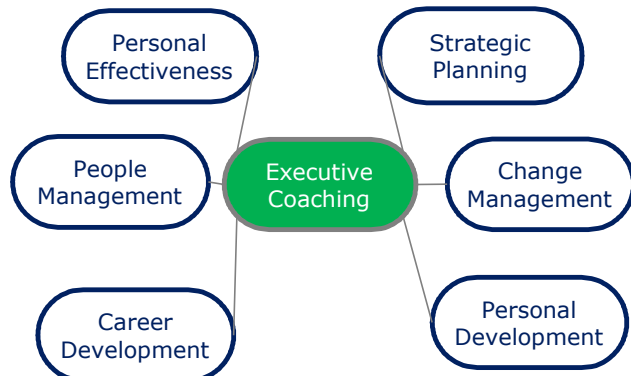 Personal
Effectiveness
Strategic
Planning
People
Management
Executive
Coaching
Change
Management
Career
Development
Personal
Development